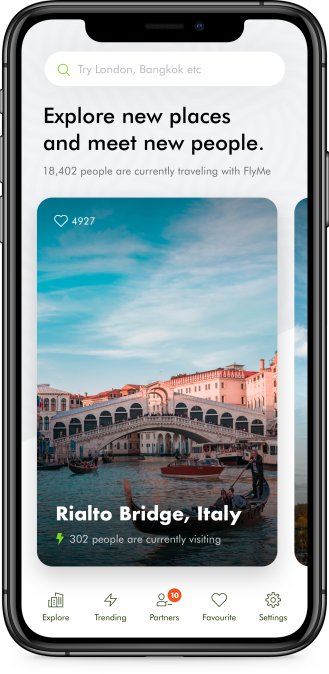 Try London, Bangkok etc
Explore new places
and meet new people.
18,402 people are currently traveling with FlyMe
4927
Rialto Bridge, Italy
302 people are currently visiting
10
Explore Trending Partners Favourite Settings